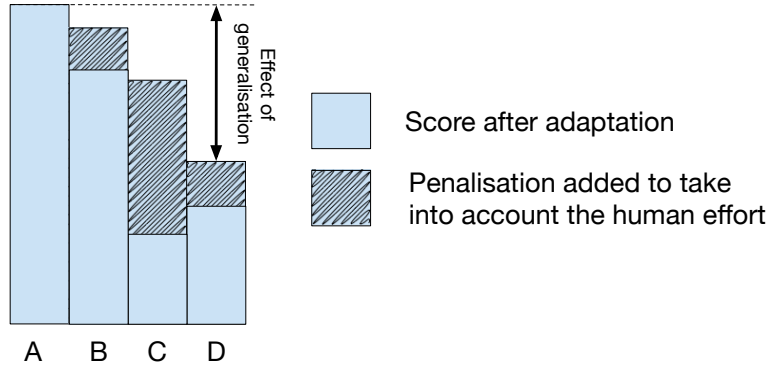 Effect of
generalisation
Score after adaptation
Penalisation added to take
into account the human effort
A B C D